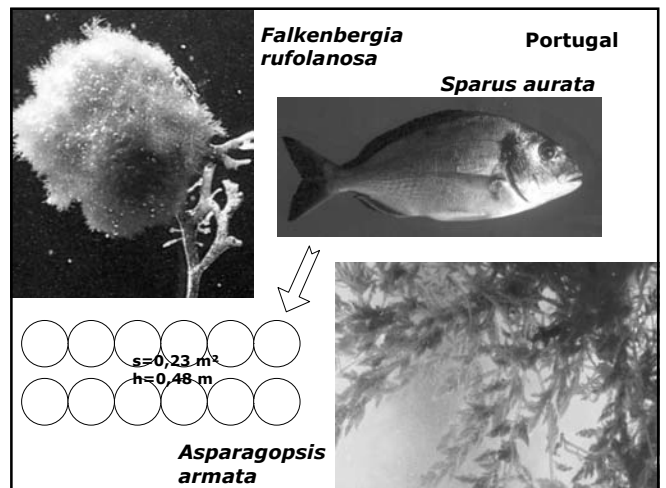 Falkenbergia
rufolanosa
Portugal
Sparus aurata
s=0,23 m²
h=0,48 m
Asparagopsis
armata